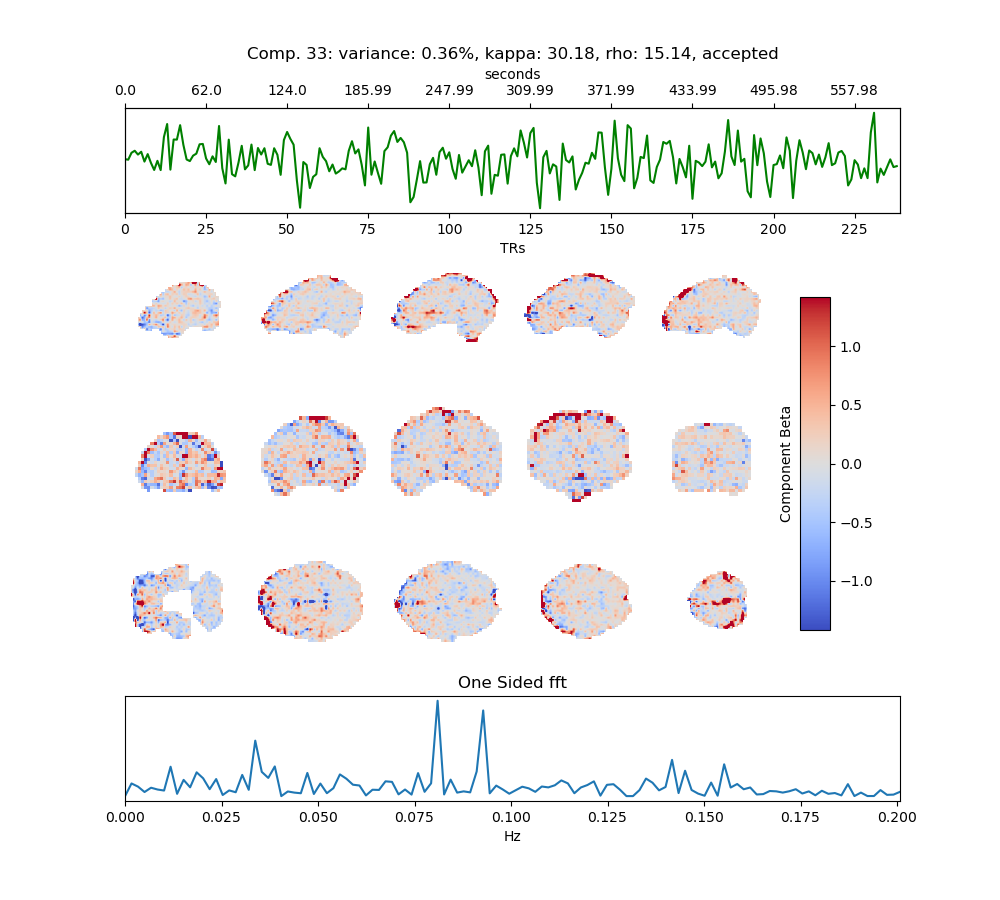 Comp. 33: variance: 0.36%, kappa: 30.18, rho: 15.14, accepted
seconds
0.0 62.0 124.0 185.99 247.99 309.99 371.99 433.99 495.98 557.98
0 25 50 75 100 125 150 175 200 225
TRs
1.0
0.5
0.0
−0.5
−1.0
Component Beta
One Sided fft
0.000 0.025 0.050 0.075 0.100 0.125 0.150 0.175 0.200
Hz